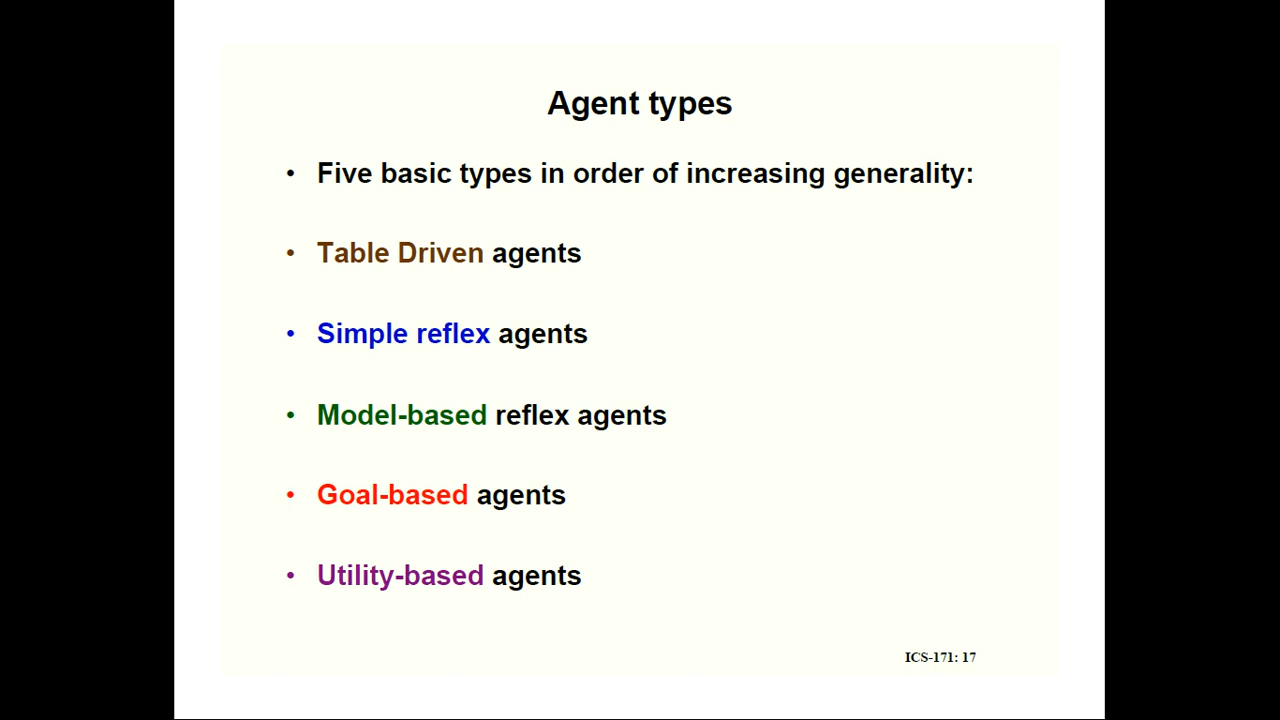 Agent types
• Five basic types in order of increasing generality:
• Table Driven agents
• Simple reflex agents
• Model-based reflex agents
• Goal-based agents
• Utility-based agents
ICS-171: 17